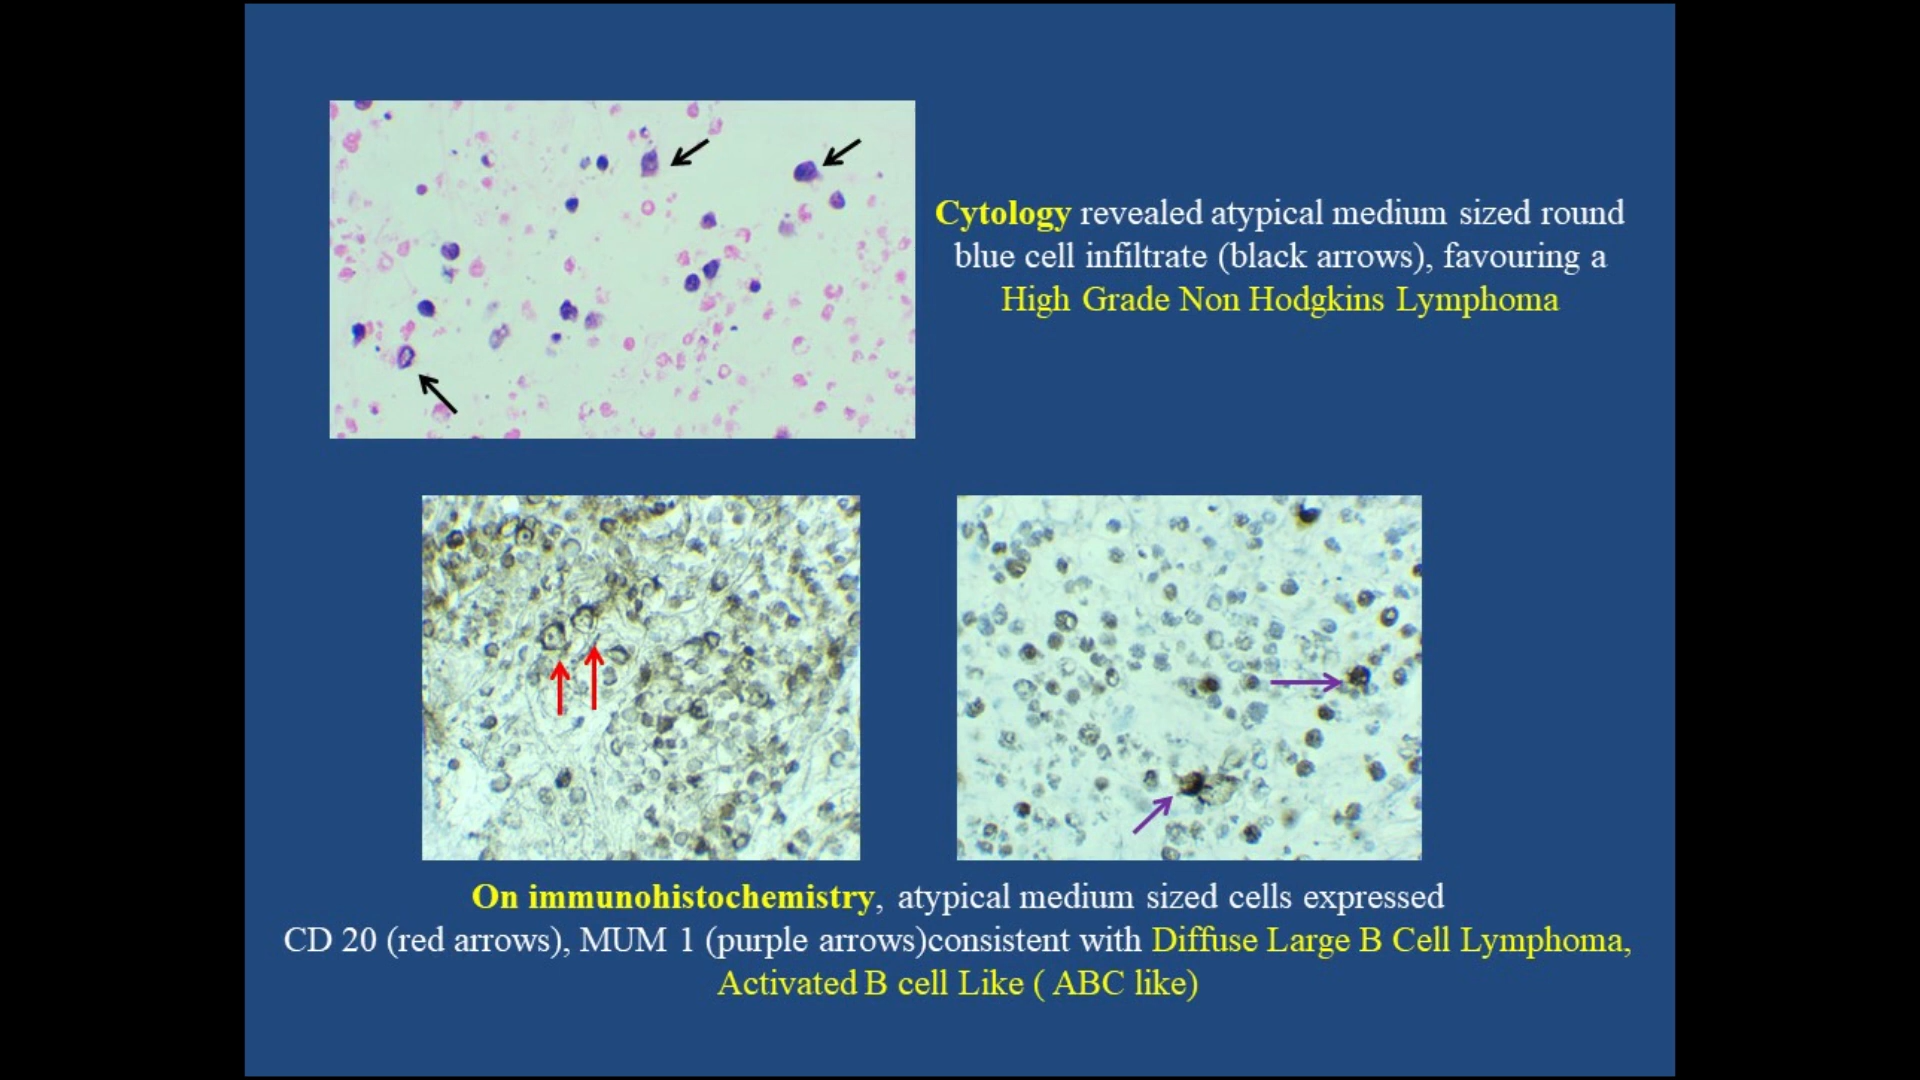 Cytology revealed atypical medium sized round
blue cell infiltrate (black arrows), favouring a
High Grade Non Hodgkins Lymphoma
On immunohistochemistry, atypical medium sized cells expressed
CD 20 (red arrows), MUM 1 (purple arrows)consistent with Diffuse Large B Cell Lymphoma,
Activated B cell Like ( ABC like)